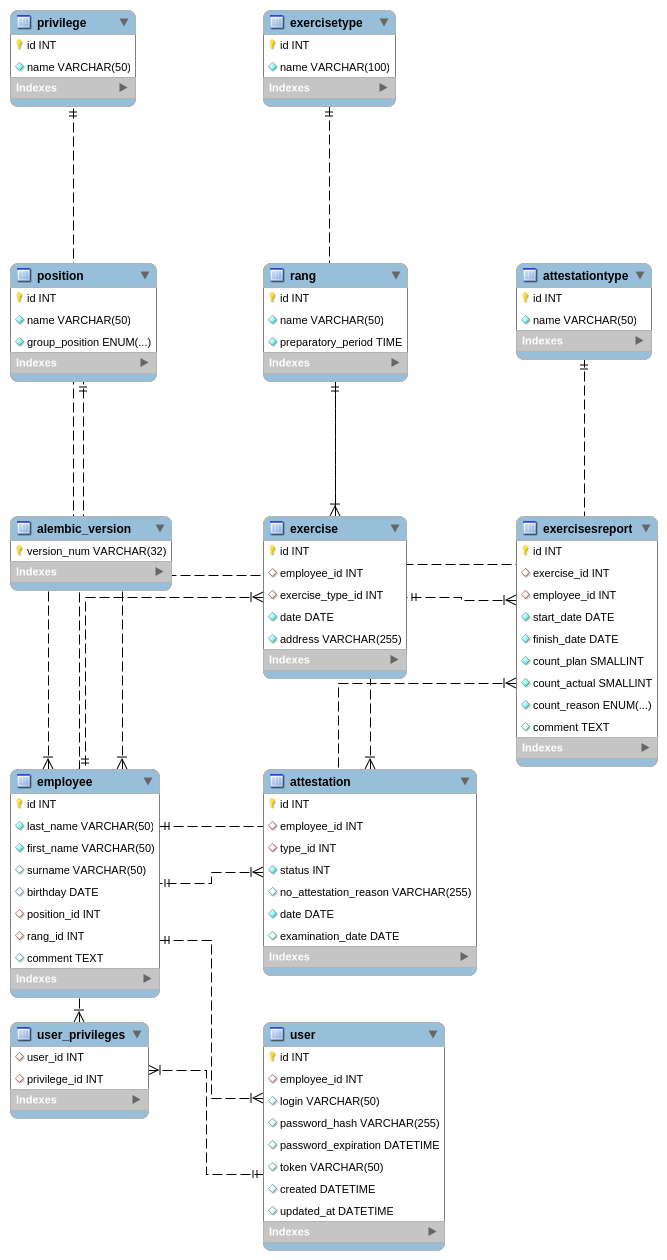 privilege
id INT
name VARCHAR(50)
Indexes
exercisetype
id INT
name VARCHAR(100)
Indexes
position
id INT
name VARCHAR(50)
group_position ENUM(...)
Indexes
rang
id INT
name VARCHAR(50)
preparatory_period TIME
Indexes
attestationtype
id INT
name VARCHAR(50)
Indexes
alembic_version
version_num VARCHAR(32)
Indexes
exercise
id INT
employee_id INT
exercise_type_id INT
date DATE
address VARCHAR(255)
Indexes
exercisesreport
id INT
exercise_id INT
employee_id INT
start_date DATE
finish_date DATE
count_plan SMALLINT
count_actual SMALLINT
count_reason ENUM(...)
comment TEXT
Indexes
employee
id INT
last_name VARCHAR(50)
first_name VARCHAR(50)
surname VARCHAR(50)
birthday DATE
position_id INT
rang_id INT
comment TEXT
Indexes
attestation
id INT
employee_id INT
type_id INT
status INT
no_attestation_reason VARCHAR(255)
date DATE
examination_date DATE
Indexes
user_privileges
user_id INT
privilege_id INT
Indexes
user
id INT
employee_id INT
login VARCHAR(50)
password_hash VARCHAR(255)
password_expiration DATETIME
token VARCHAR(50)
created DATETIME
updated_at DATETIME
Indexes